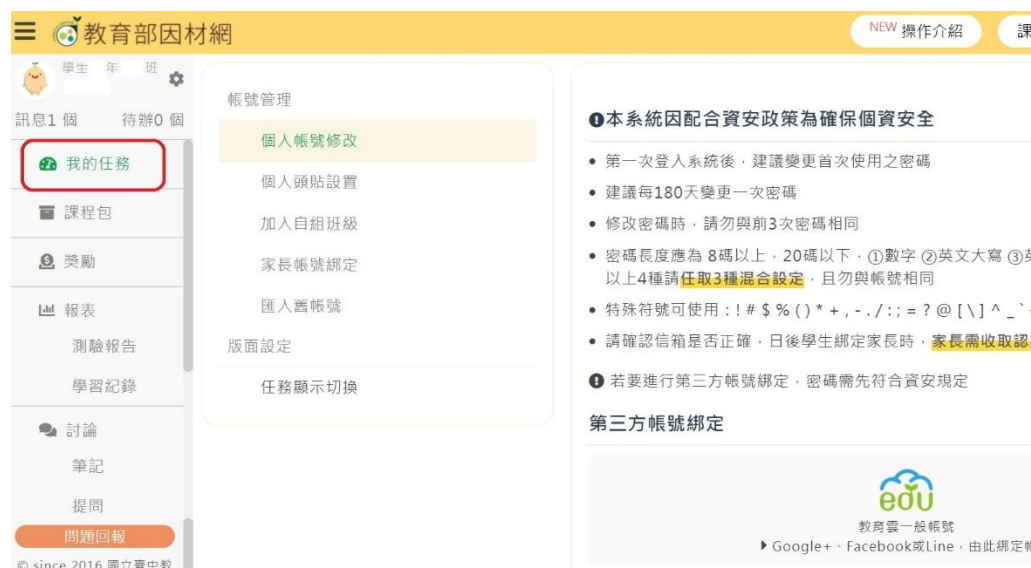 教育部因材網
NEW 操作介紹
課
學生 年 班
訊息1 個 待辦0 個
我的任務
課程包
獎勵
報表
測驗報告
學習紀錄
討論
筆記
提問
問題回報
© since 2016 國立臺中教
帳號管理
個人帳號修改
個人頭貼設置
加入自組班級
家長帳號綁定
匯入舊帳號
版面設定
任務顯示切換
本系統因配合資安政策為確保個資安全
• 第一次登入系統後，建議變更首次使用之密碼
• 建議每180天變更一次密碼
• 修改密碼時，請勿與前3次密碼相同
• 密碼長度應為 8碼以上，20碼以下，①數字 ②英文大寫 ③英
以上4種請任取3種混合設定，且勿與帳號相同
• 特殊符號可使用：! # $ % ( ) * + , - . / : ; = ? @ [ \ ] ^ _ `
• 請確認信箱是否正確，日後學生綁定家長時，家長需收取認
若要進行第三方帳號綁定，密碼需先符合資安規定
第三方帳號綁定
edu
教育雲一般帳號
Google+、Facebook或Line，由此綁定